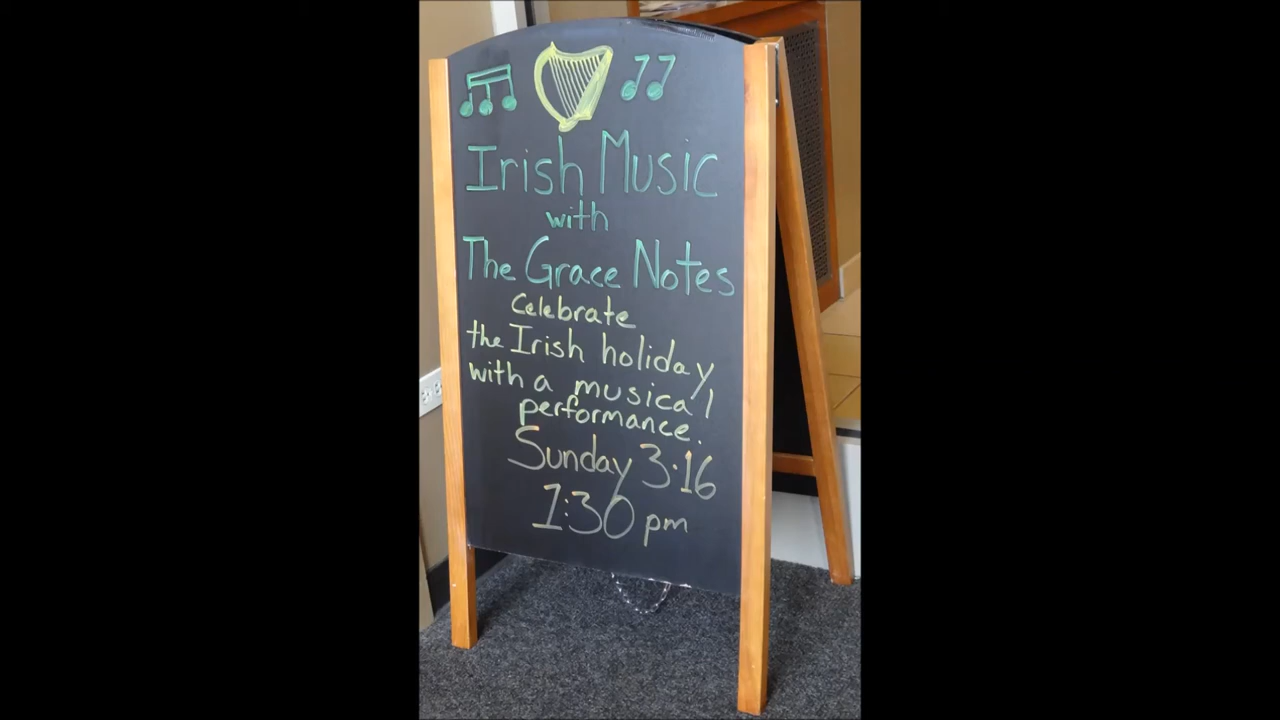 Irish Music
with
The Grace Notes
Celebrate
the Irish holiday
with a musical
performance.
Sunday 3·16
1:30 pm